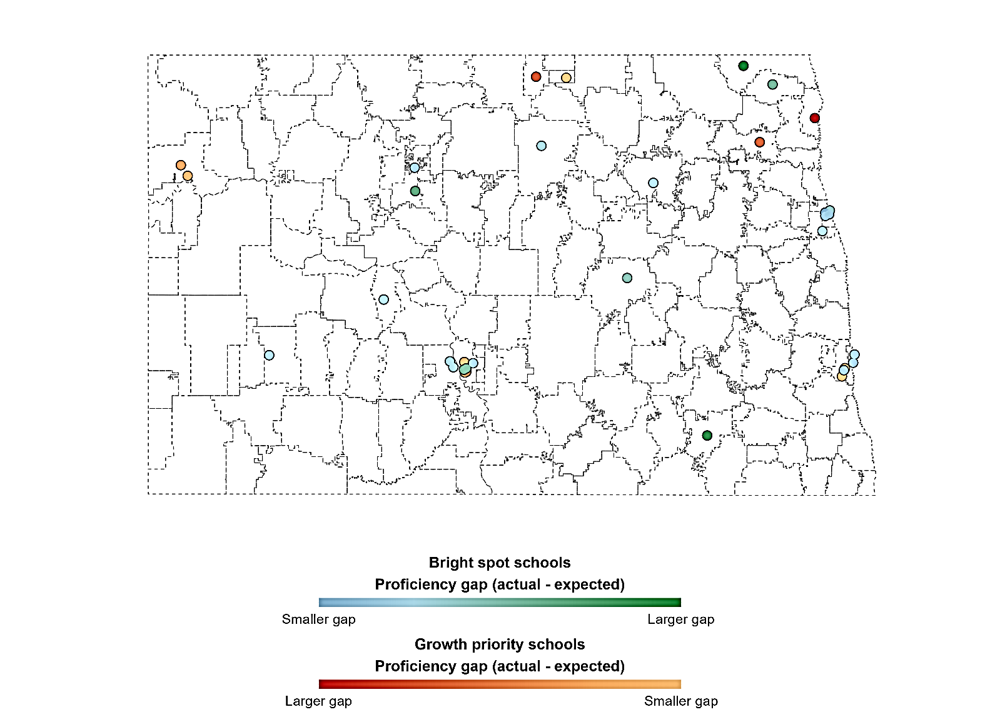 Bright spot schools
Proficiency gap (actual - expected)
Smaller gap
Larger gap
Growth priority schools
Proficiency gap (actual - expected)
Larger gap
Smaller gap